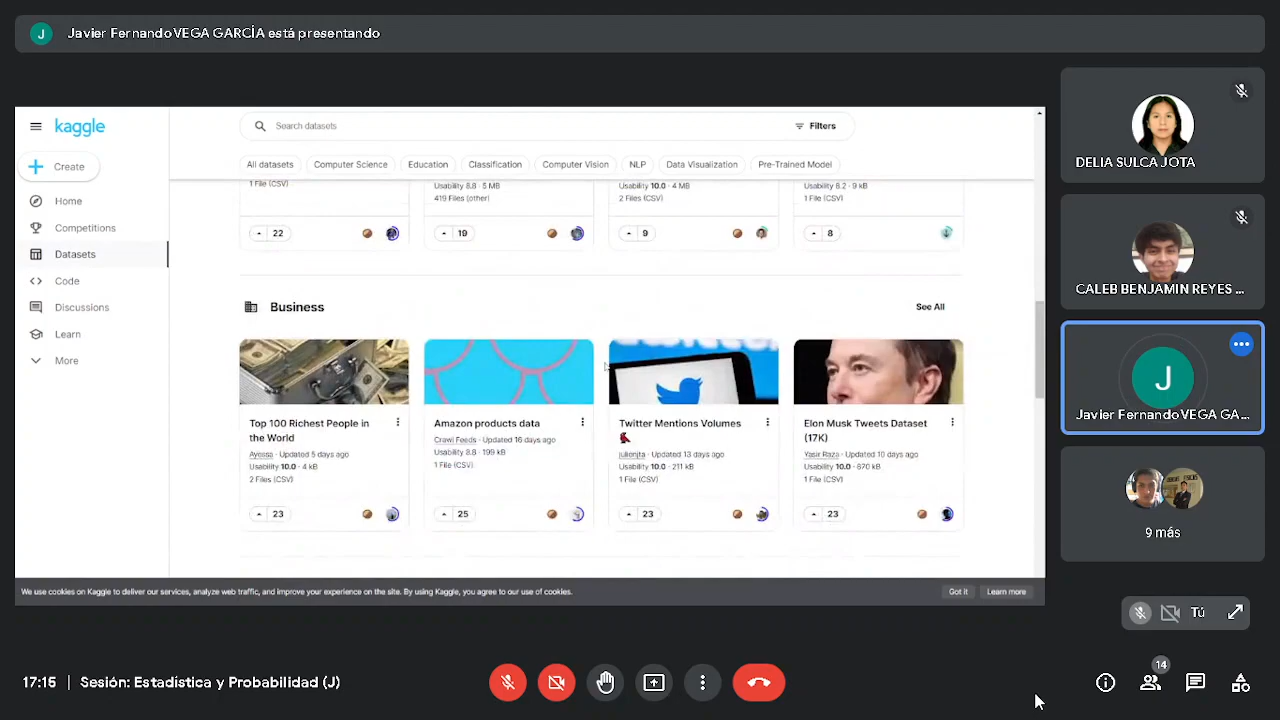 J
Javier FernandoVEGA GARCÍA está presentando
kaggle
Search datasets
Filters
Create
All datasets
Computer Science
Education
Classification
Computer Vision
NLP
Data Visualization
Pre-Trained Model
Home
Competitions
Datasets
Code
Discussions
Learn
More
1 File (CSV)
Usability 8.8 · 5 MB
419 Files (other)
Usability 10.0 · 4 MB
2 Files (CSV)
Usability 8.2 · 9 kB
1 File (CSV)
22
19
9
8
Business
See All
Top 100 Richest People in
the World
Ayessa · Updated 5 days ago
Usability 10.0 · 4 kB
2 Files (CSV)
23
Amazon products data
Crawl Feeds · Updated 16 days ago
Usability 8.8 · 199 kB
1 File (CSV)
25
Twitter Mentions Volumes
julienjta · Updated 13 days ago
Usability 10.0 · 211 kB
1 File (CSV)
23
Elon Musk Tweets Dataset
(17K)
Yasir Raza · Updated 10 days ago
Usability 10.0 · 870 kB
1 File (CSV)
23
We use cookies on Kaggle to deliver our services, analyze web traffic, and improve your experience on the site. By using Kaggle, you agree to our use of cookies.
Got it
Learn more
DELIA SULCA JOTA
CALEB BENJAMIN REYES ...
J
Javier FernandoVEGA GA...
9 más
Tú
17:15 | Sesión: Estadística y Probabilidad (J)
14